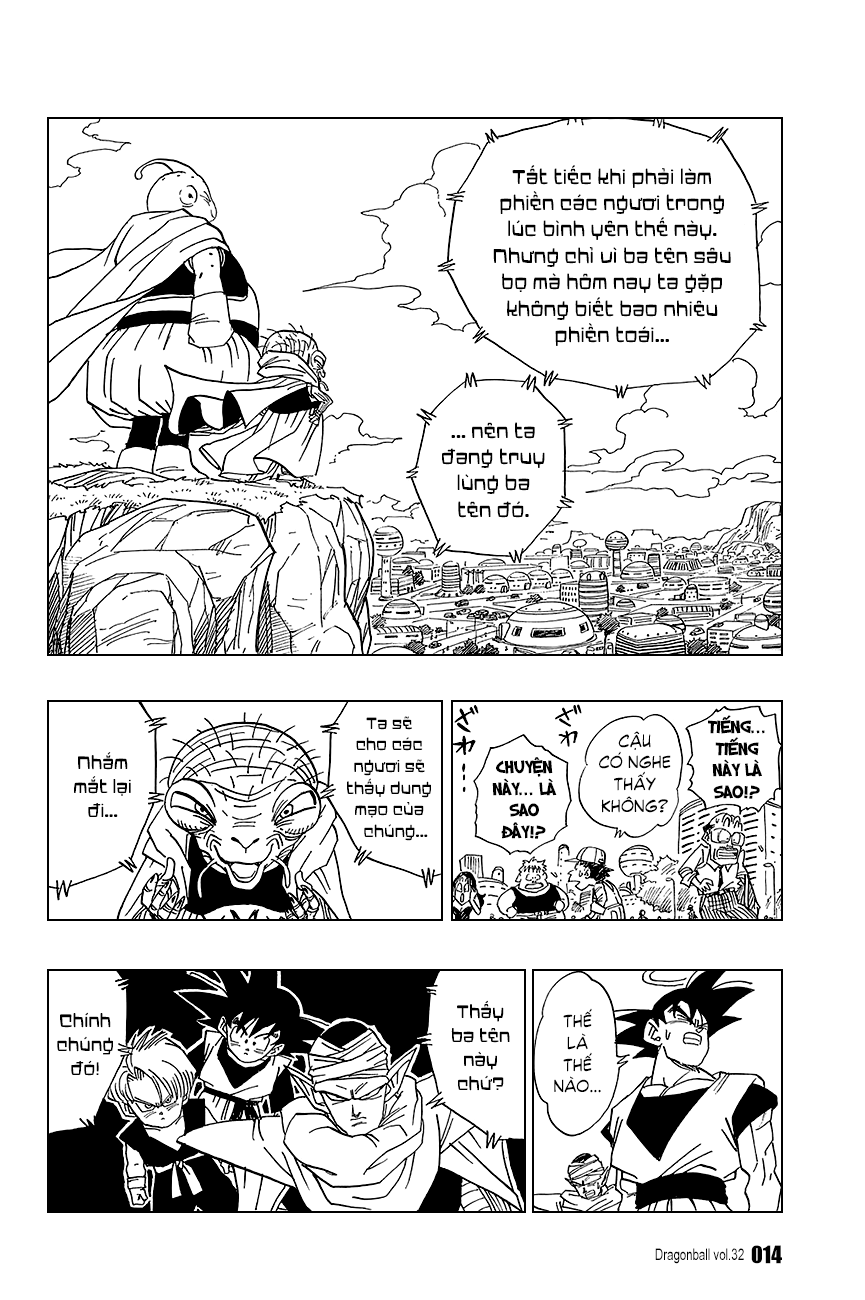 Tất tiếc khi phải làm
phiền các ngươi trong
lúc bình yên thế này.
Nhưng chỉ vì ba tên sâu
bọ mà hôm nay ta gặp
không biết bao nhiêu
phiền toái...
... nên ta
đang truy
lùng ba
tên đó.
TIẾNG...
TIẾNG
NÀY LÀ
SAO!?
CẬU
CÓ NGHE
THẤY
KHÔNG?
CHUYỆN
NÀY... LÀ
SAO
ĐÂY!?
ざわ
ざわ...
Ta sẽ
cho các
ngươi sẽ
thấy dung
mạo của
chúng...
Nhắm
mắt lại
đi...
THẾ
LÀ
THẾ
NÀO...
Thấy
ba tên
này
chứ?
Chính
chúng
đó!
Dragonball vol.32 014